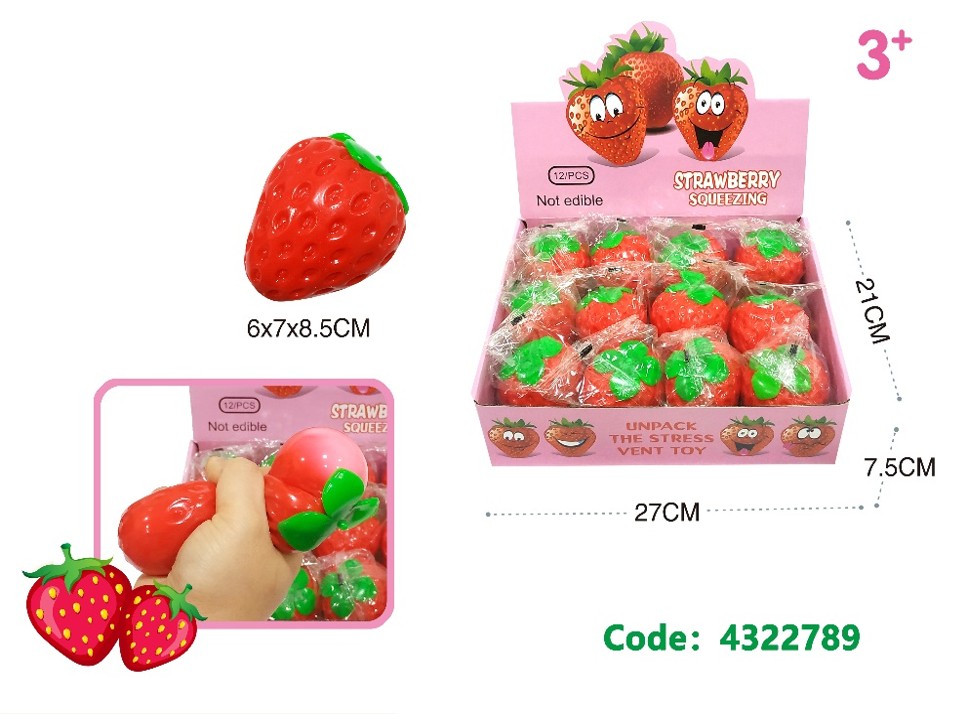 3+
12/PCS
Not edible
STRAWBERRY
SQUEEZING
6x7x8.5CM
21CM
UNPACK
THE STRESS
VENT TOY
7.5CM
27CM
12/PCS
Not edible
STRAWB
SQUEEZ
Code: 4322789